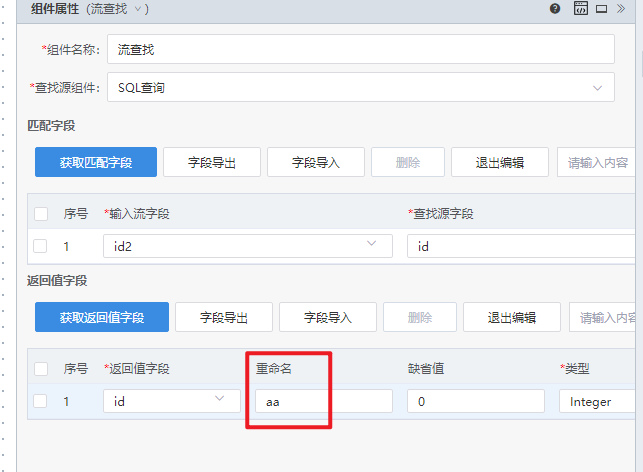 组件属性 (流查找)
*组件名称: 流查找
*查找源组件: SQL查询
匹配字段
获取匹配字段 字段导出 字段导入 删除 退出编辑 请输入内容
序号 *输入流字段 *查找源字段
1 id2 id
返回值字段
获取返回值字段 字段导出 字段导入 删除 退出编辑 请输入内容
序号 *返回值字段 重命名 缺省值 *类型
1 id aa 0 Integer